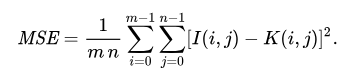 MSE = \frac{1}{m\,n} \sum_{i=0}^{m-1} \sum_{j=0}^{n-1} [I(i,j) - K(i,j)]^2.